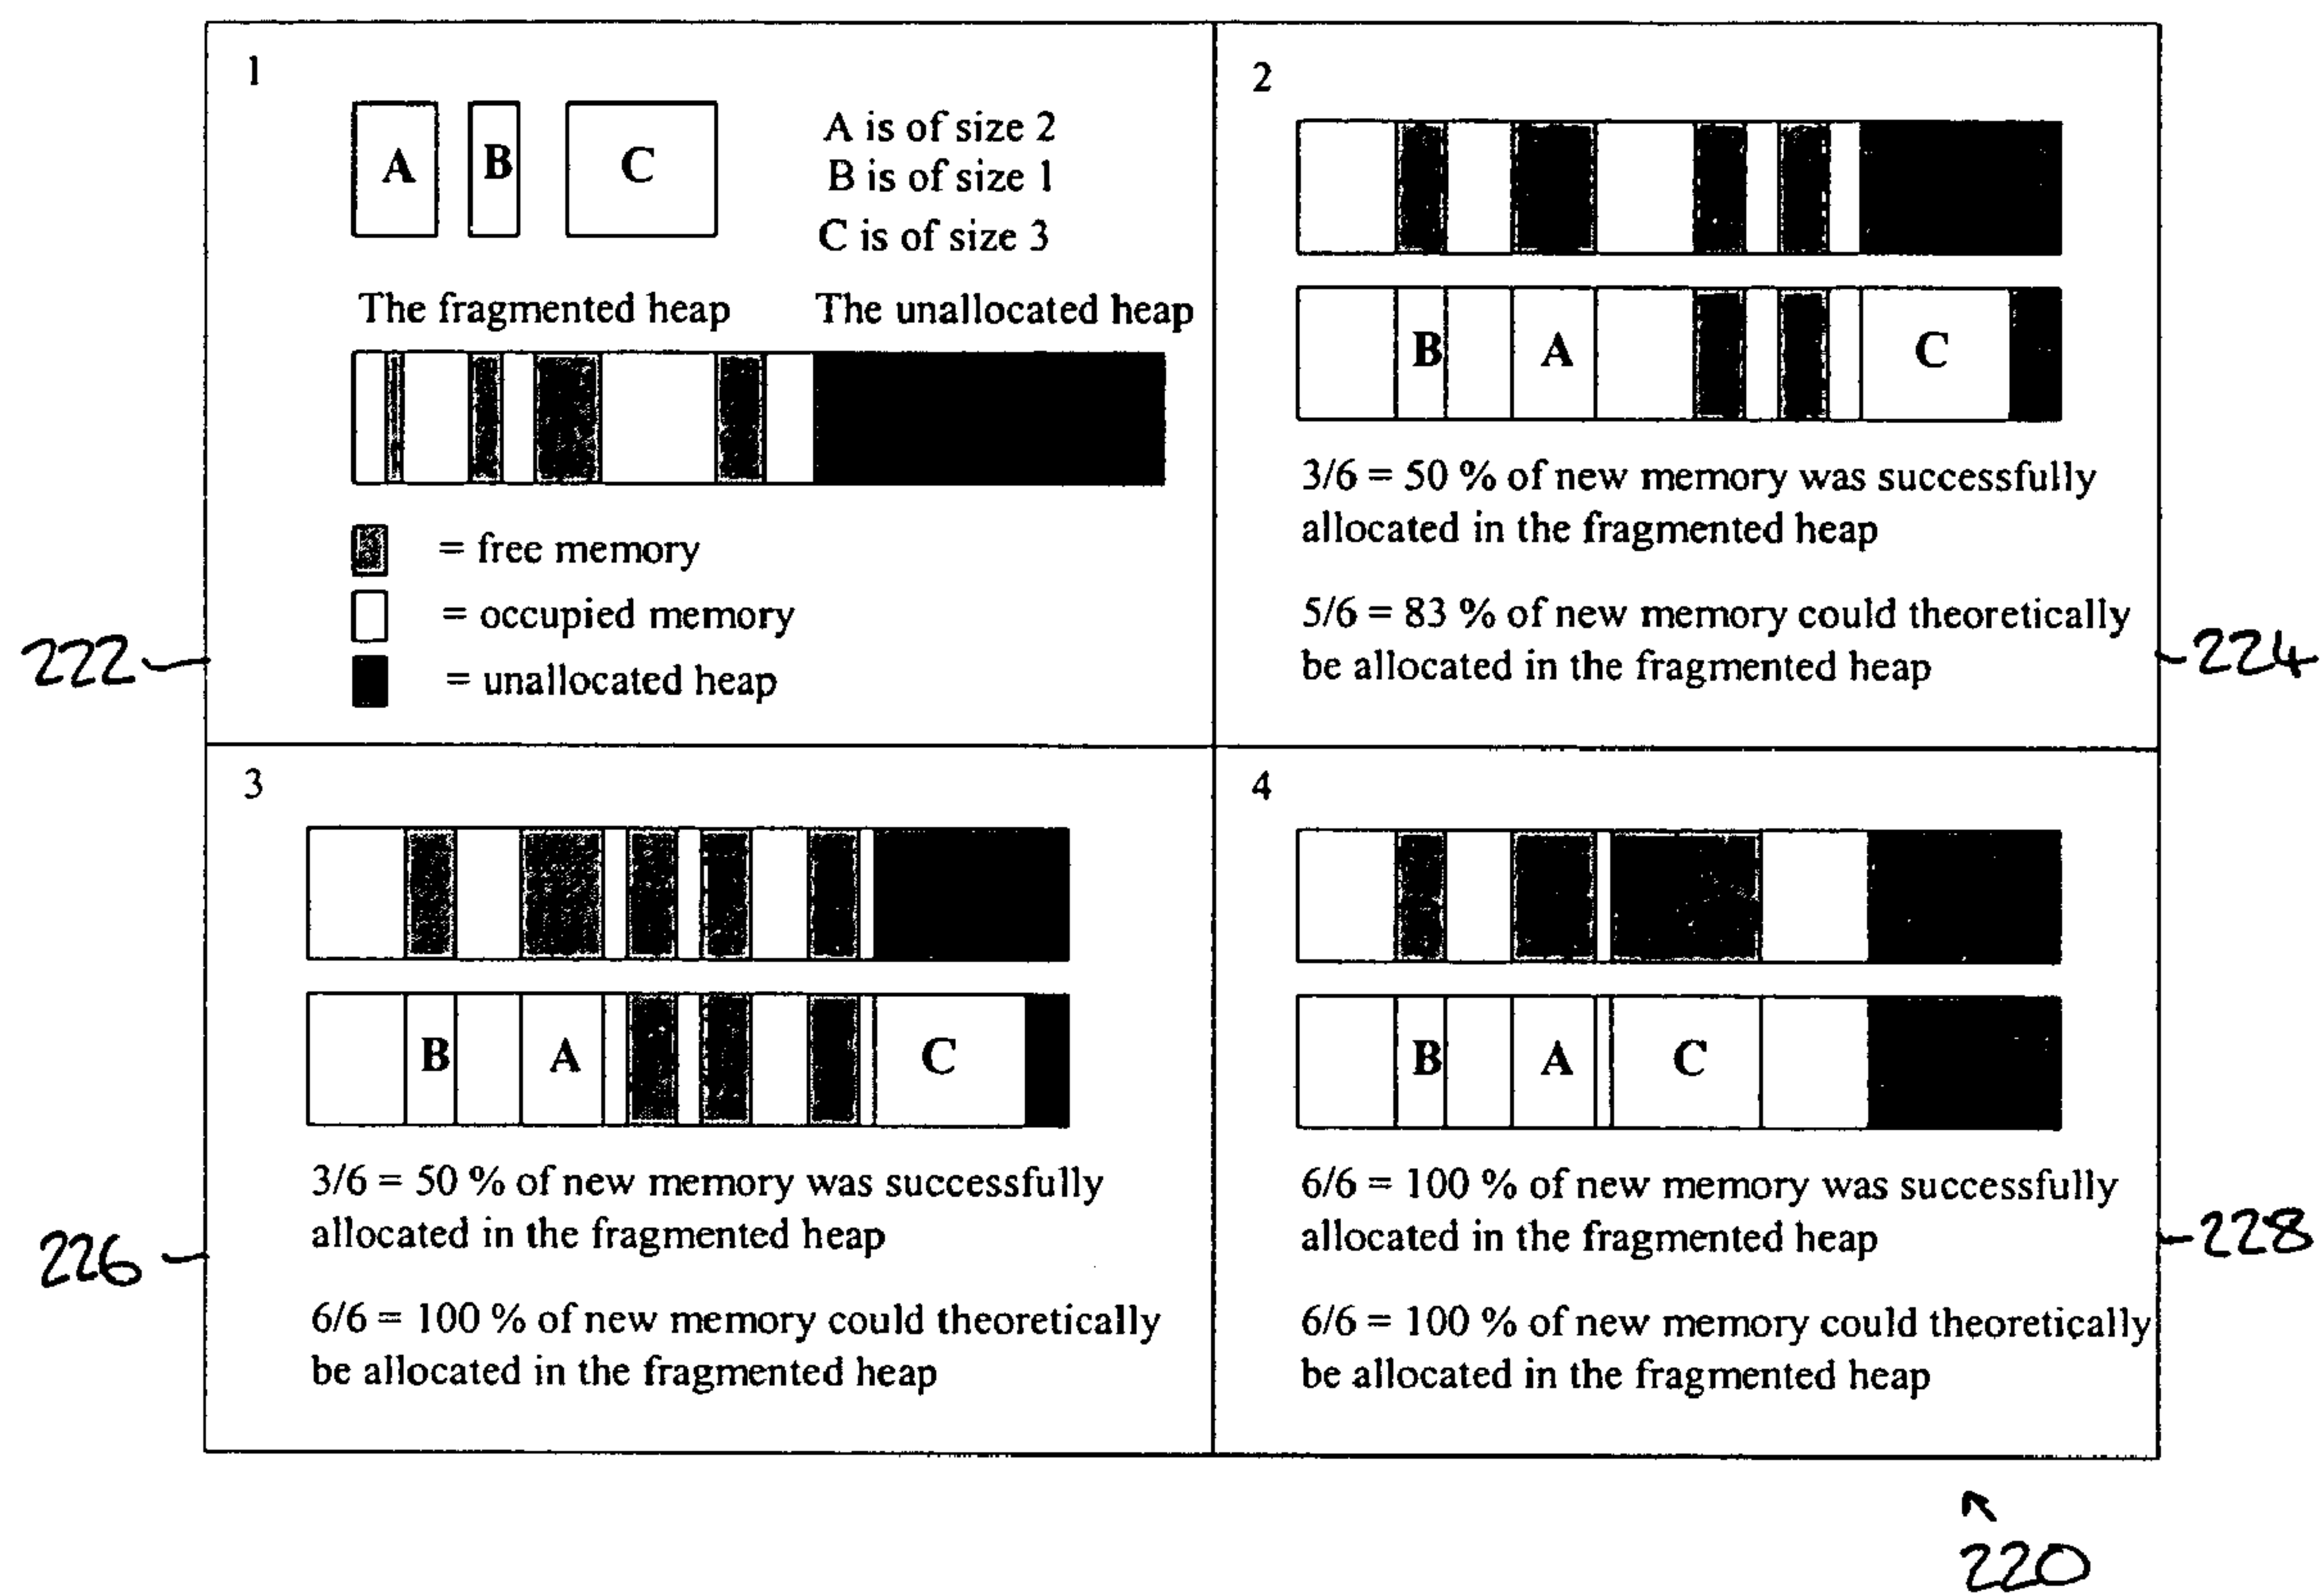 1
A B C
A is of size 2
B is of size 1
C is of size 3
The fragmented heap The unallocated heap
= free memory
= occupied memory
= unallocated heap
222
2
B A C
3/6 = 50 % of new memory was successfully
allocated in the fragmented heap
5/6 = 83 % of new memory could theoretically
be allocated in the fragmented heap
224
3
B A C
3/6 = 50 % of new memory was successfully
allocated in the fragmented heap
6/6 = 100 % of new memory could theoretically
be allocated in the fragmented heap
226
4
B A C
6/6 = 100 % of new memory was successfully
allocated in the fragmented heap
6/6 = 100 % of new memory could theoretically
be allocated in the fragmented heap
228
220